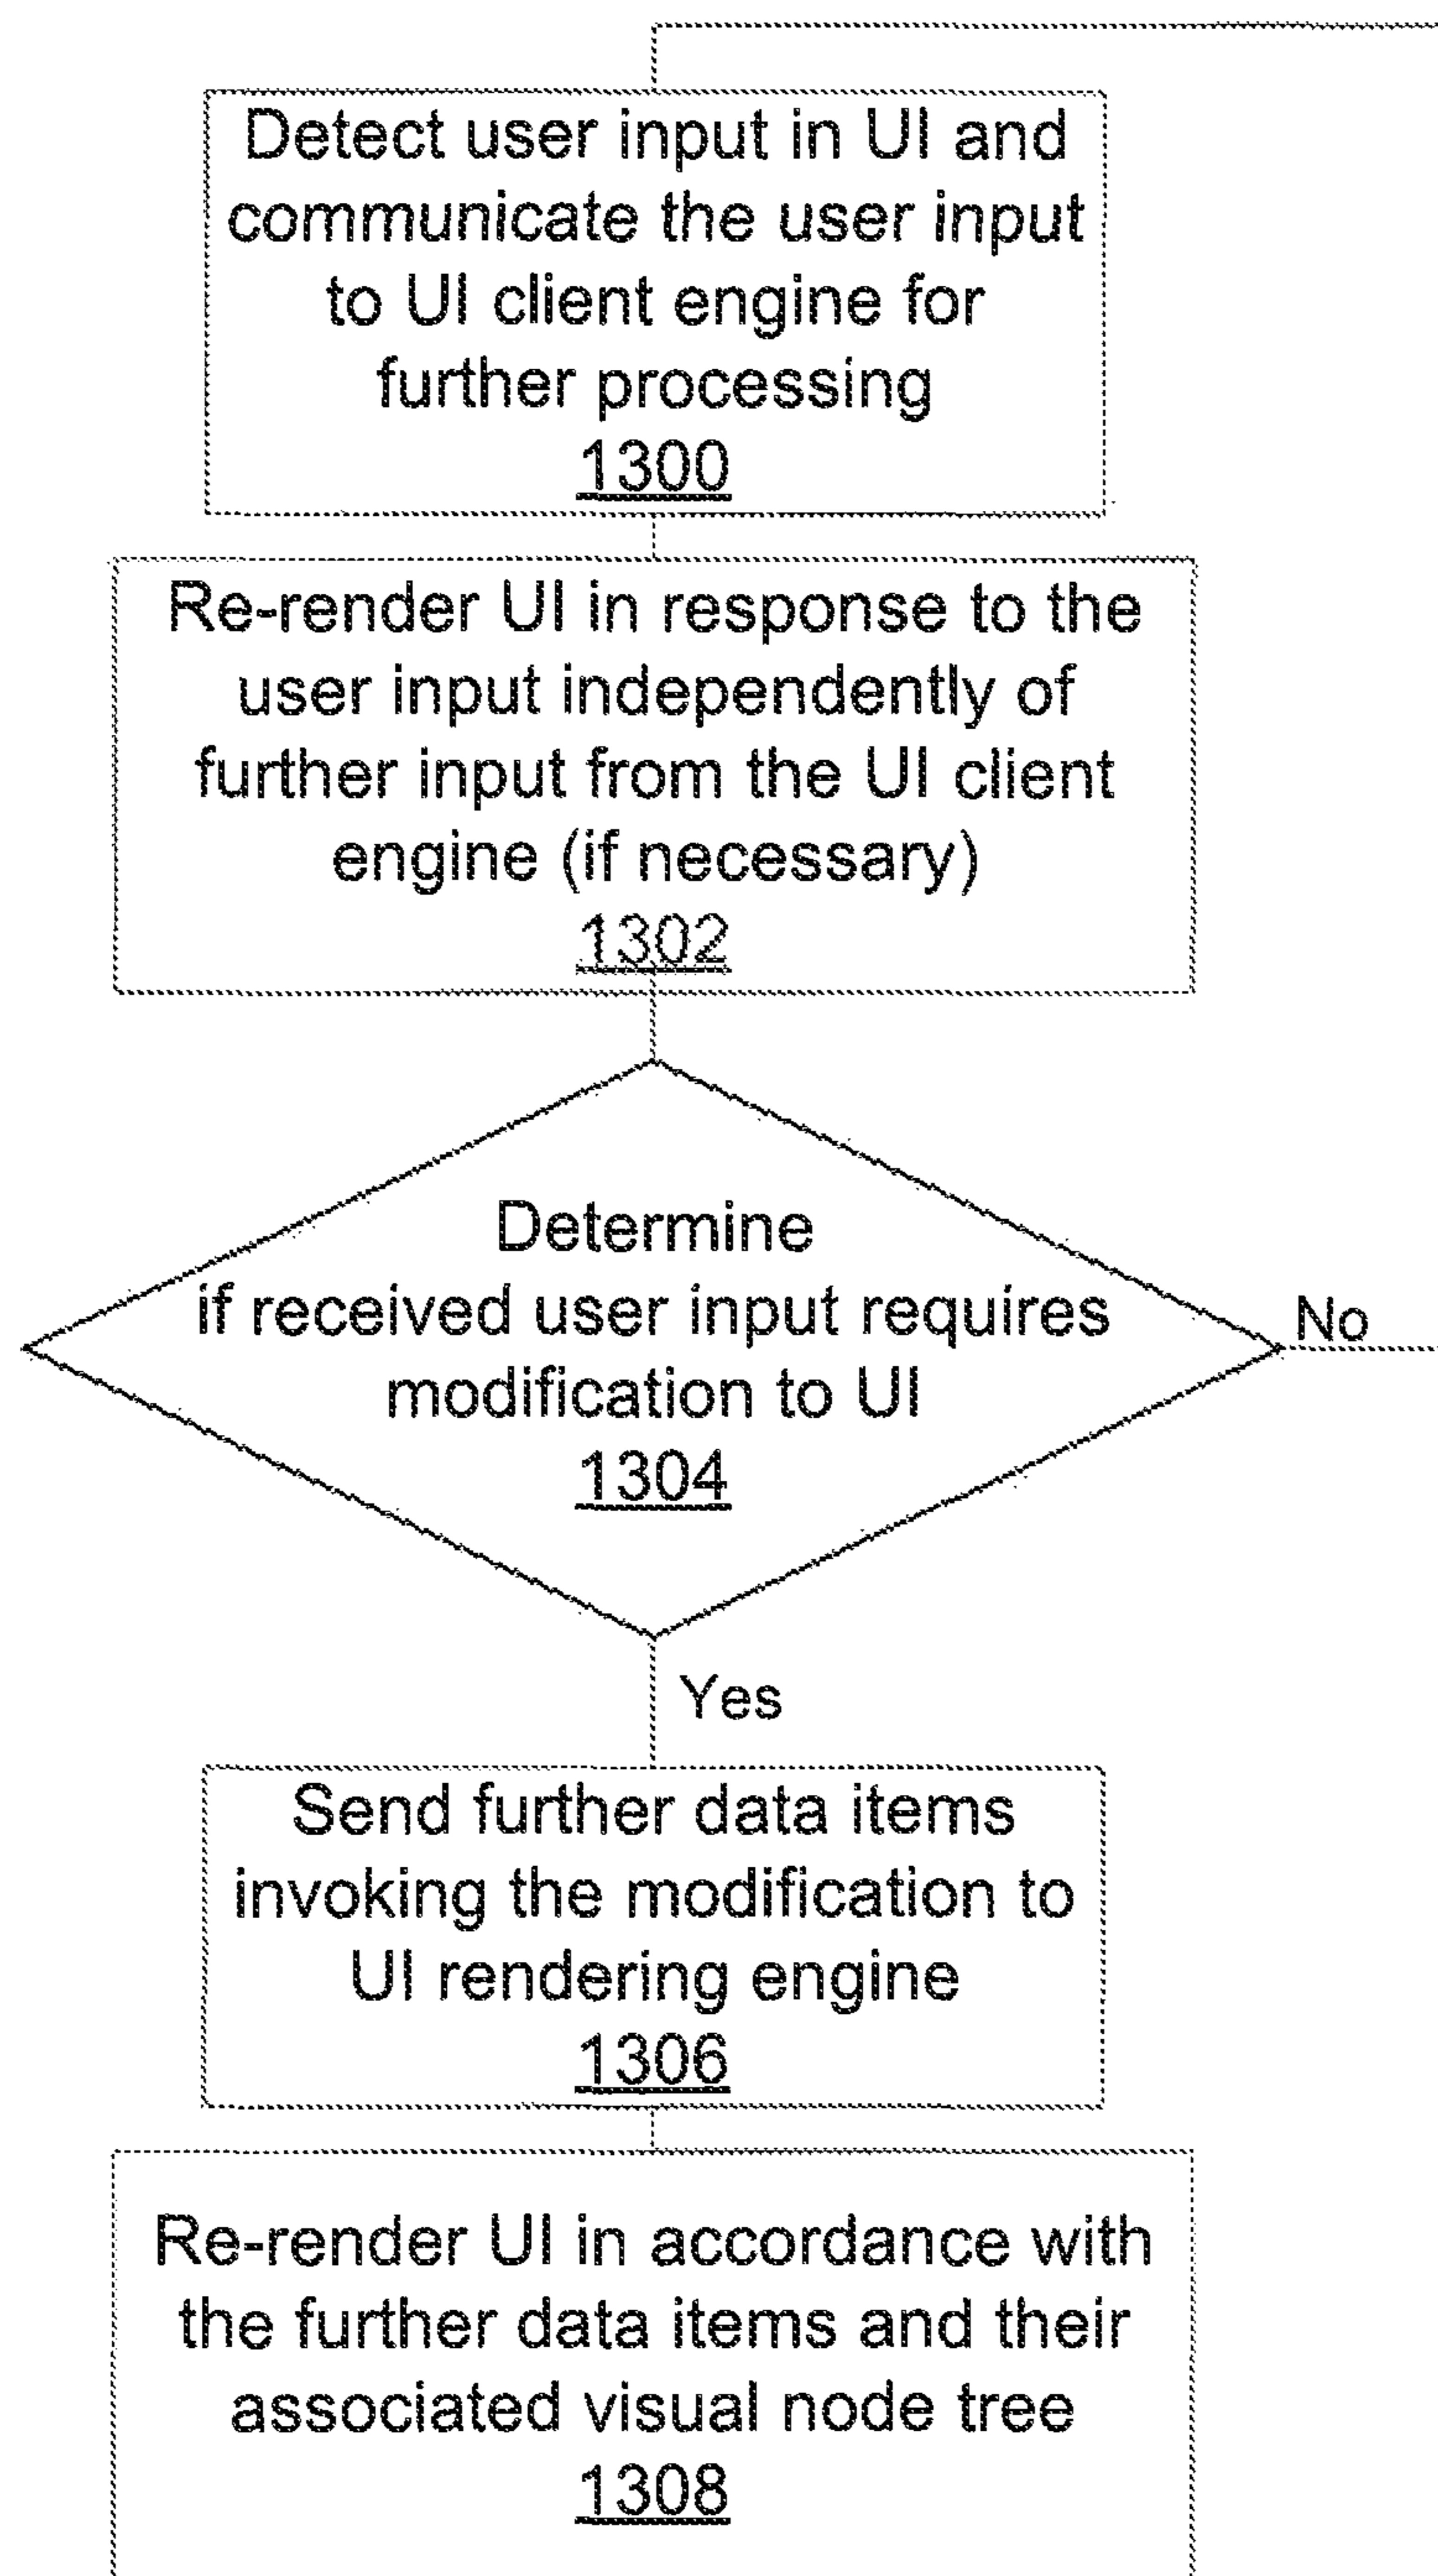 Detect user input in UI and
communicate the user input
to UI client engine for
further processing
1300
Re-render UI in response to the
user input independently of
further input from the UI client
engine (if necessary)
1302
Determine
if received user input requires
modification to UI
1304
No
Yes
Send further data items
invoking the modification to
UI rendering engine
1306
Re-render UI in accordance with
the further data items and their
associated visual node tree
1308